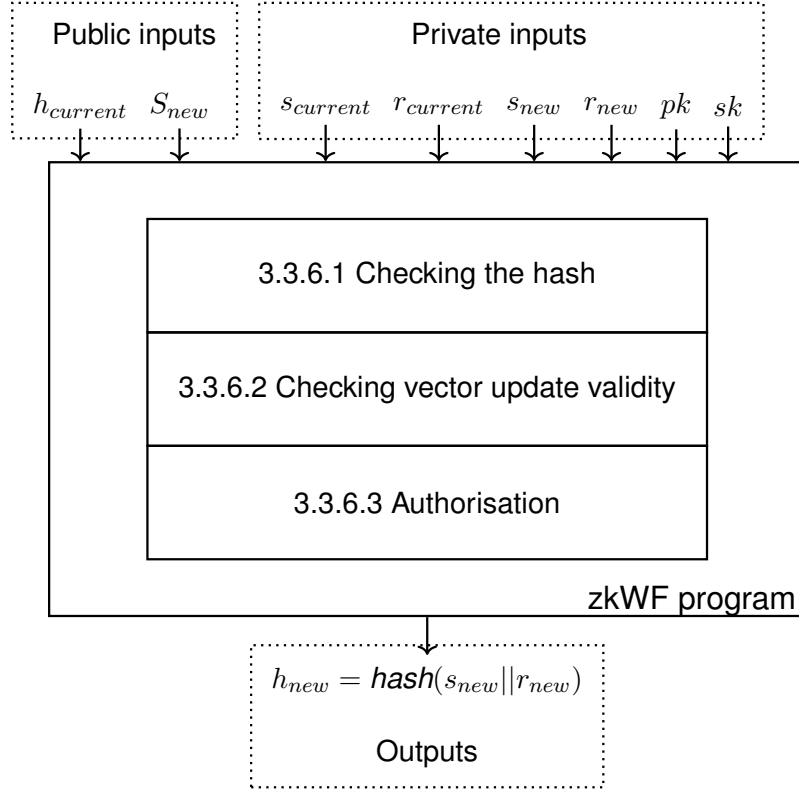 Public inputs
Private inputs
h_current S_new
s_current r_current s_new r_new pk sk
3.3.6.1 Checking the hash
3.3.6.2 Checking vector update validity
3.3.6.3 Authorisation
zkWF program
h_new = hash(s_new||r_new)
Outputs